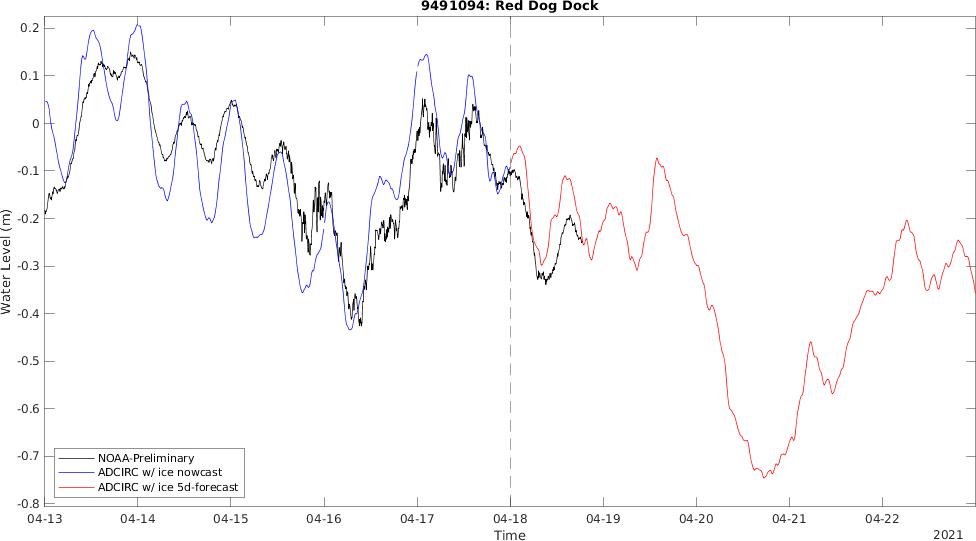 9491094: Red Dog Dock
0.2
0.1
0
-0.1
-0.2
-0.3
-0.4
-0.5
-0.6
-0.7
-0.8
Water Level (m)
NOAA-Preliminary
ADCIRC w/ ice nowcast
ADCIRC w/ ice 5d-forecast
04-13 04-14 04-15 04-16 04-17 04-18 04-19 04-20 04-21 04-22
Time
2021